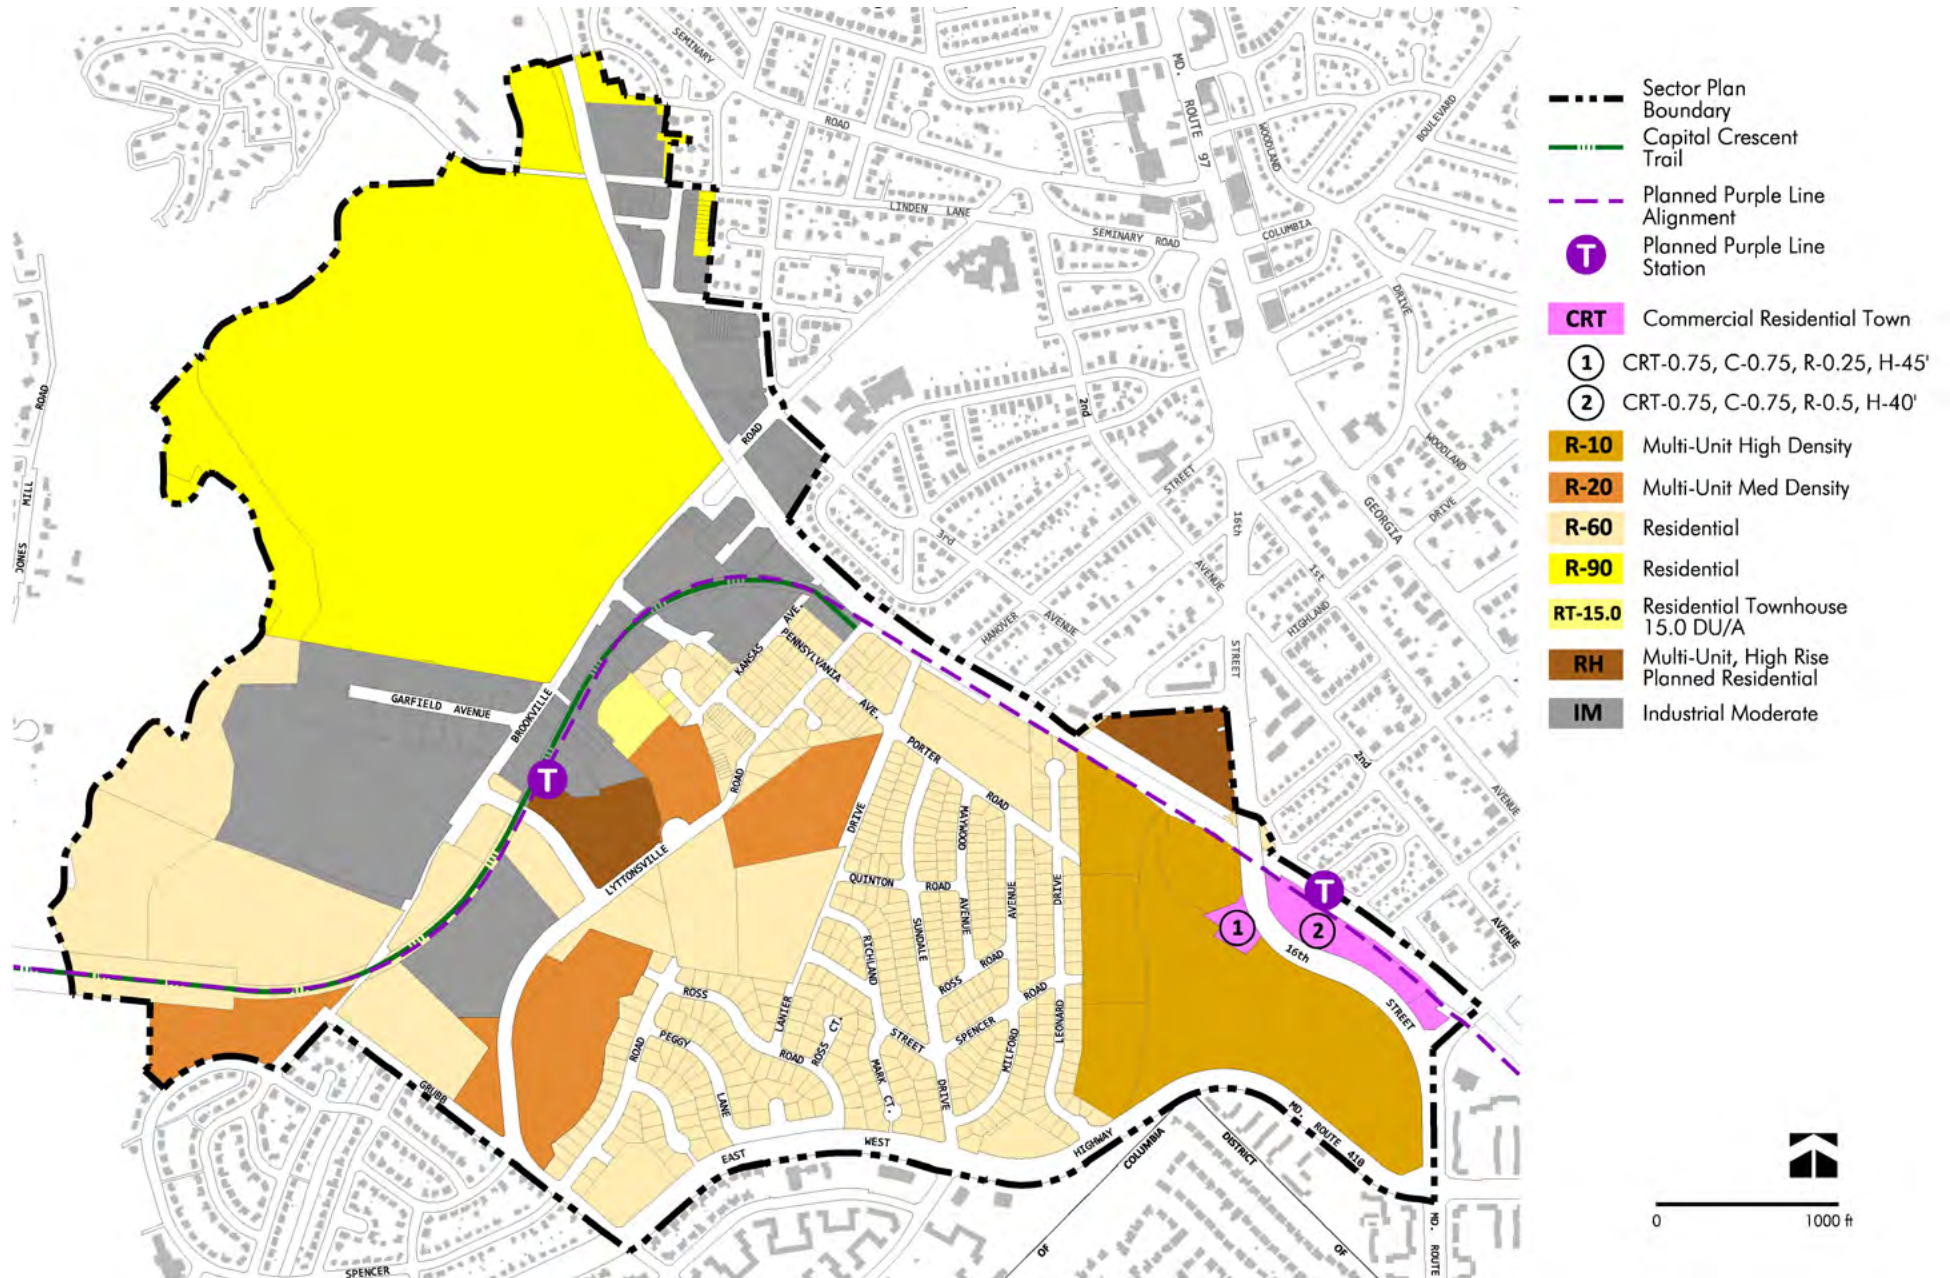 SEMINARY
ROAD
MD.
ROUTE
97
WOODLAND
BOULEVARD
LINDEN LANE
SEMINARY ROAD
COLUMBIA
DRIVE
ROAD
MILL
JONES
ROAD
2nd
STREET
16th
3rd
AVENUE
WOODLAND
DRIVE
GEORGIA
1st
HIGHLAND
HANOVER
AVENUE
STREET
2nd
AVENUE
AVENUE
KANSAS
AVE.
PENNSYLVANIA
AVE.
GARFIELD AVENUE
BROOKVILLE
T
ROAD
LYTTONSVILLE
PORTER
ROAD
DRIVE
MAYWOOD
AVENUE
QUINTON
ROAD
SUNDALE
AVENUE
DRIVE
RICHLAND
STREET
ROSS
ROAD
SPENCER
ROAD
MILFORD
LEONARD
LANIER
ROSS
ROAD
ROSS CT.
MARK
CT.
DRIVE
PEGGY
LANE
ROAD
GRUBB
EAST
WEST
HIGHWAY
T
1
2
16th
STREET
MD.
ROUTE
410
COLUMBIA
DISTRICT
OF
OF
MD.
ROUTE
SPENCER
Sector Plan
Boundary
Capital Crescent
Trail
Planned Purple Line
Alignment
T
Planned Purple Line
Station
CRT Commercial Residential Town
1 CRT-0.75, C-0.75, R-0.25, H-45'
2 CRT-0.75, C-0.75, R-0.5, H-40'
R-10 Multi-Unit High Density
R-20 Multi-Unit Med Density
R-60 Residential
R-90 Residential
RT-15.0 Residential Townhouse
15.0 DU/A
RH Multi-Unit, High Rise
Planned Residential
IM Industrial Moderate
0 1000 ft